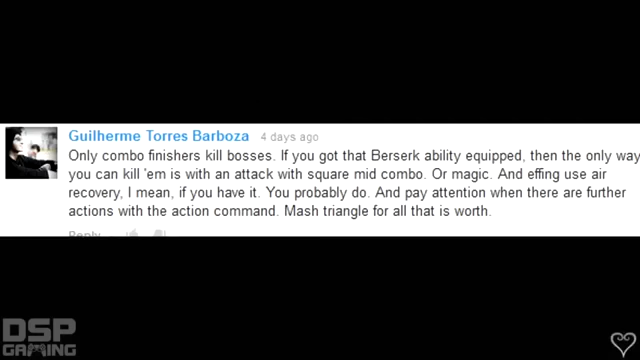 Guilherme Torres Barboza 4 days ago
Only combo finishers kill bosses. If you got that Berserk ability equipped, then the only way
you can kill 'em is with an attack with square mid combo. Or magic. And effing use air
recovery, I mean, if you have it. You probably do. And pay attention when there are further
actions with the action command. Mash triangle for all that is worth.
Reply
DSP
GAMING